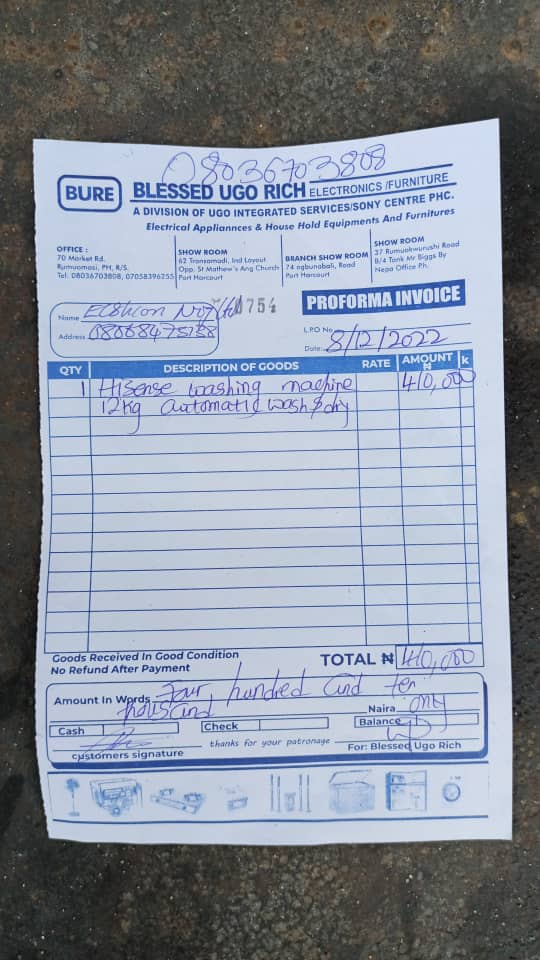 08036703808
BURE
BLESSED UGO RICH ELECTRONICS /FURNITURE
A DIVISION OF UGO INTEGRATED SERVICES/SONY CENTRE PHC.
Electrical Appliannces & House Hold Equipments And Furnitures
OFFICE :
70 Market Rd.
Rumuomasi, PH, R/S.
Tel: 08036703808, 07058396255
SHOW ROOM
62 Transamadi, Ind Layout
Opp. St Mathew's Ang Church
Port Harcourt
BRANCH SHOW ROOM
74 ogbunabali, Road
Port Harcourt
SHOW ROOM
37 Rumuokwurushi Road
B/4 Tank Mr Biggs By
Nepa Office Ph.
Name
Address 08068475188
0754
PROFORMA INVOICE
L.P.O No
Date: 8/12/2022
QTY DESCRIPTION OF GOODS RATE AMOUNT ₦ k
1 Hisense washing machine 410,000
12kg automatic wash & dry
Goods Received In Good Condition
No Refund After Payment
TOTAL ₦ 410,000
Amount In Words Four hundred and ten
thousand Naira only
Cash Check Balance
customers signature
thanks for your patronage
For: Blessed Ugo Rich